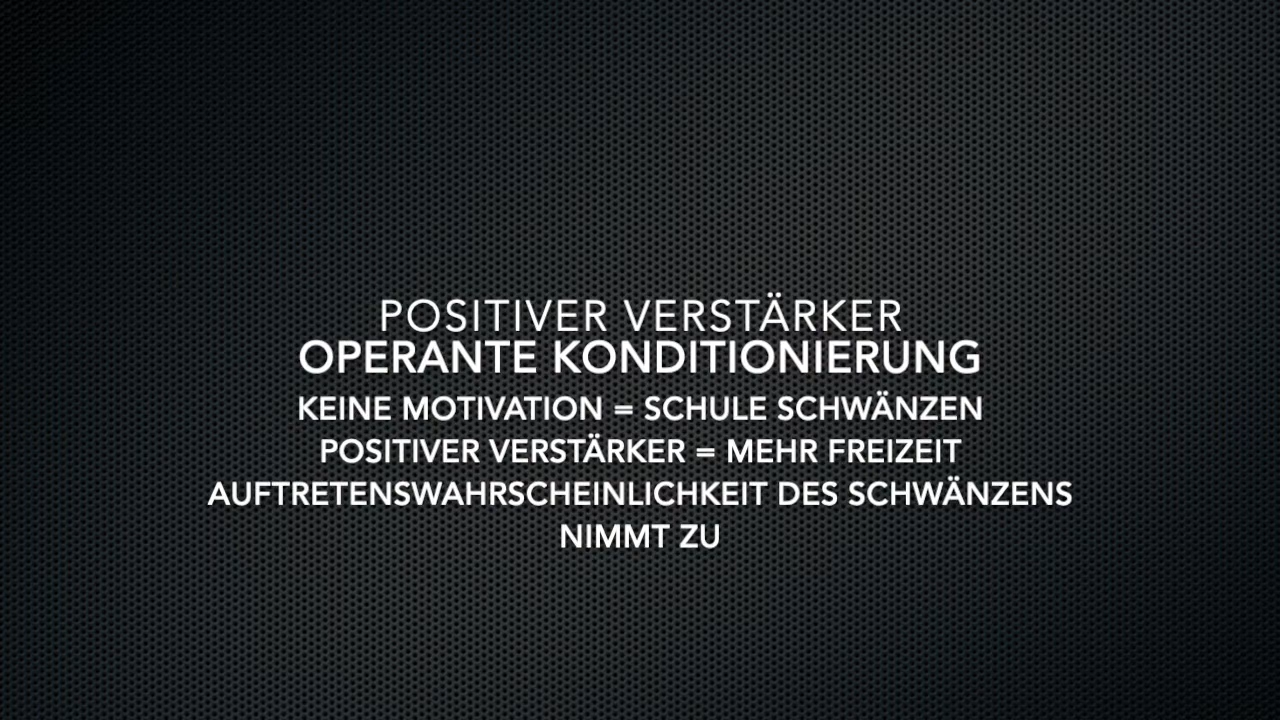 POSITIVER VERSTÄRKER
OPERANTE KONDITIONIERUNG
KEINE MOTIVATION = SCHULE SCHWÄNZEN
POSITIVER VERSTÄRKER = MEHR FREIZEIT
AUFTRETENSWAHRSCHEINLICHKEIT DES SCHWÄNZENS
NIMMT ZU